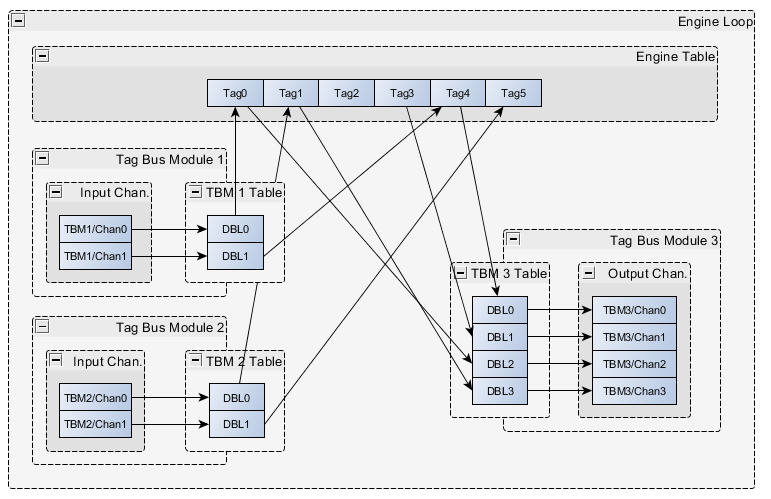 Engine Loop
Engine Table
Tag0 Tag1 Tag2 Tag3 Tag4 Tag5
Tag Bus Module 1
Input Chan.
TBM1/Chan0
TBM1/Chan1
TBM 1 Table
DBL0
DBL1
Tag Bus Module 2
Input Chan.
TBM2/Chan0
TBM2/Chan1
TBM 2 Table
DBL0
DBL1
Tag Bus Module 3
TBM 3 Table
DBL0
DBL1
DBL2
DBL3
Output Chan.
TBM3/Chan0
TBM3/Chan1
TBM3/Chan2
TBM3/Chan3